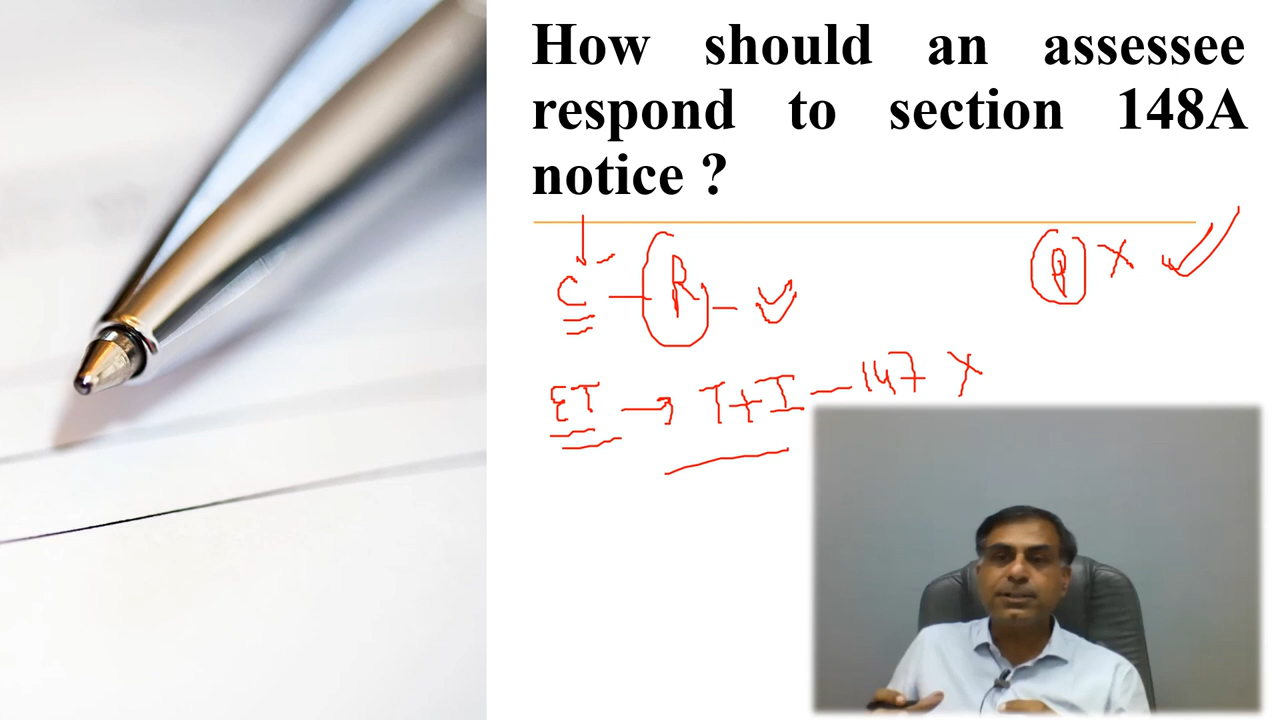 How should an assessee
respond to section 148A
notice ?
C - R -
Q X
ET → T+I - 147 X